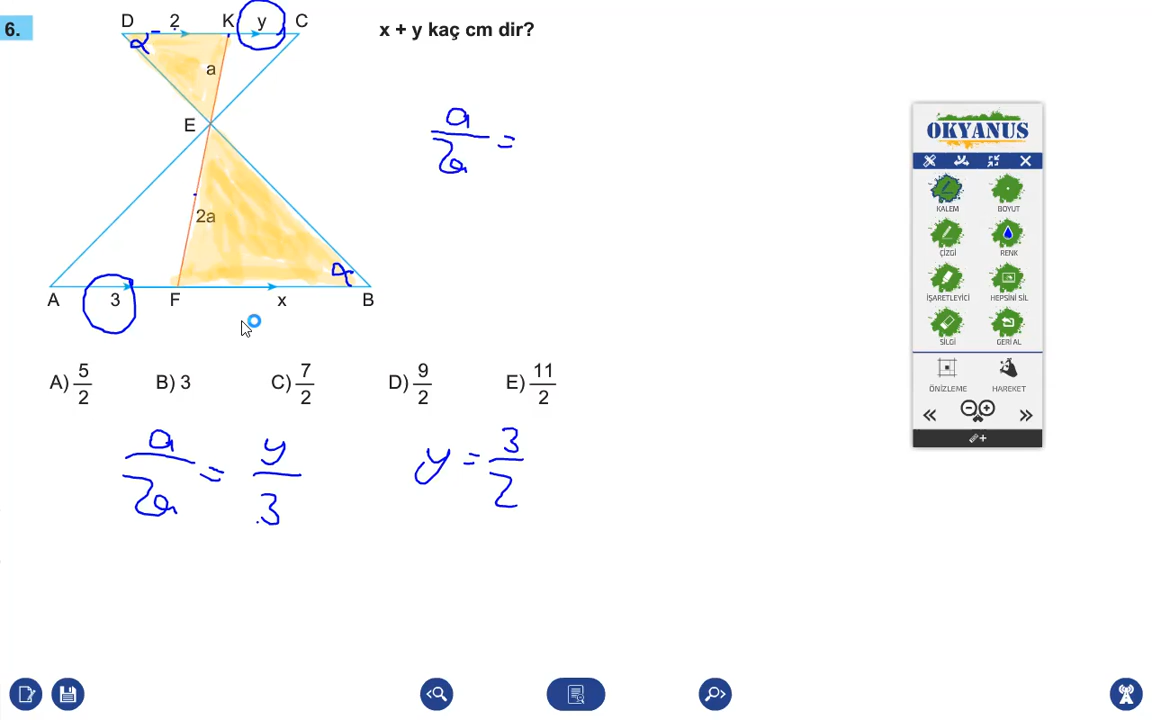 6.
D 2 K y C
x + y kaç cm dir?
α
a
E
a/2a =
2a
α
A 3 F x B
A) 5/2 B) 3 C) 7/2 D) 9/2 E) 11/2
a/2a = y/3 y = 3/2
OKYANUS
KALEM BOYUT
ÇİZGİ RENK
İŞARETLEYİCİ HEPSİNİ SİL
SİLGİ GERİ AL
ÖNİZLEME HAREKET